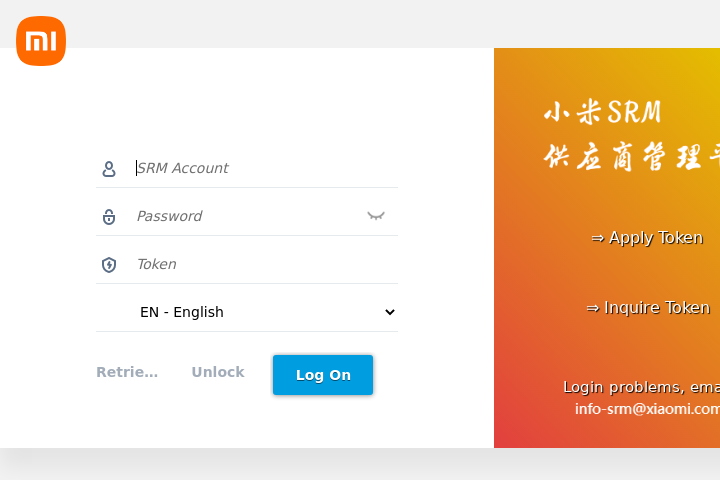 mi
SRM Account
Password
Token
EN - English
Retrie...
Unlock
Log On
小米SRM
供应商管理
⇒ Apply Token
⇒ Inquire Token
Login problems, ema
info-srm@xiaomi.com